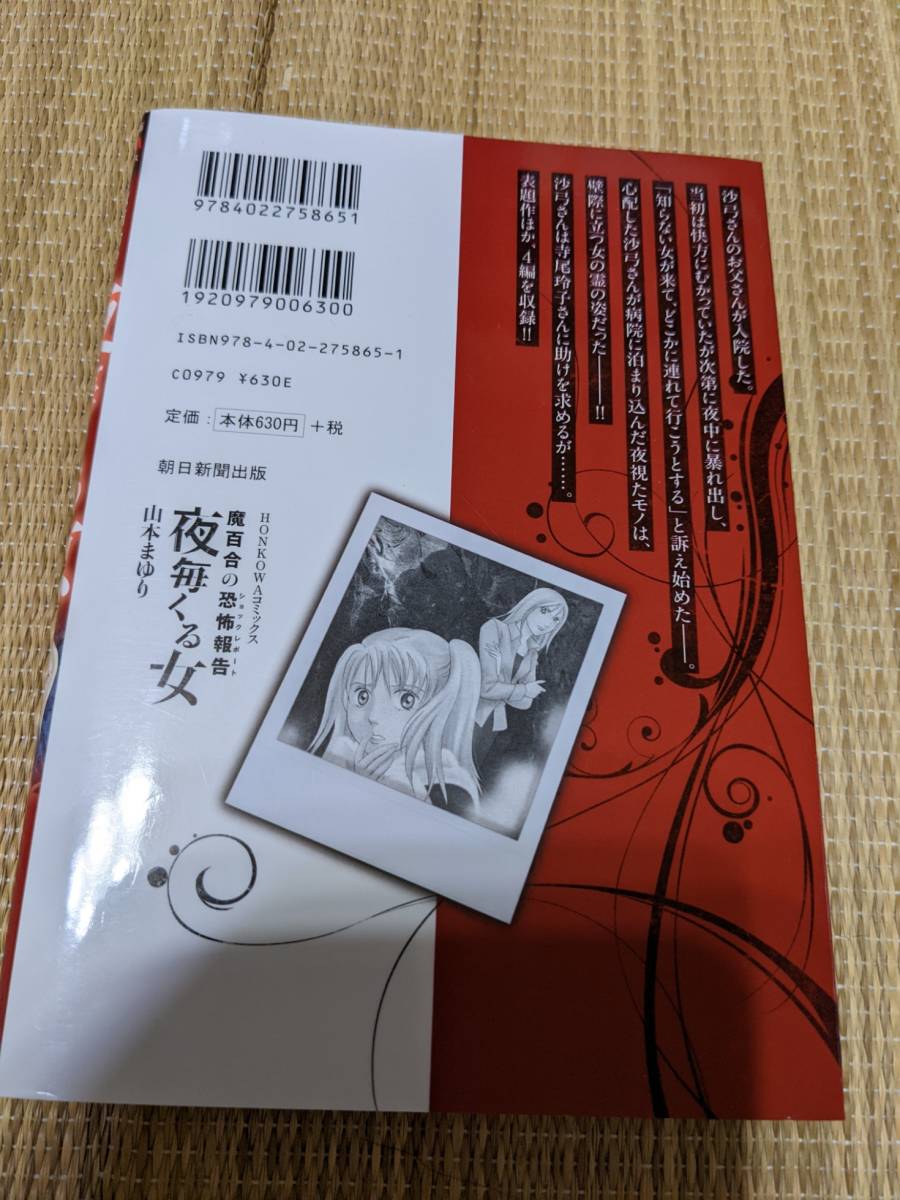 沙弓さんのお父さんが入院した。
当初は快方にむかっていたが次第に夜中に暴れ出し、
「知らない女が来て、どこかに連れて行こうとする」と訴え始めた――。
心配した沙弓さんが病院に泊まり込んだ夜視たモノは、
壁際に立つ女の霊の姿だった――!!
沙弓さんは寺尾玲子さんに助けを求めるが……。
表題作ほか、4編を収録!!
9784022758651
1920979006300
ISBN978-4-02-275865-1
C0979 ¥630E
定価:本体630円+税
朝日新聞出版
HONKOWAコミックス
魔百合の恐怖報告
ショックレポート
夜毎くる女
山本まゆり